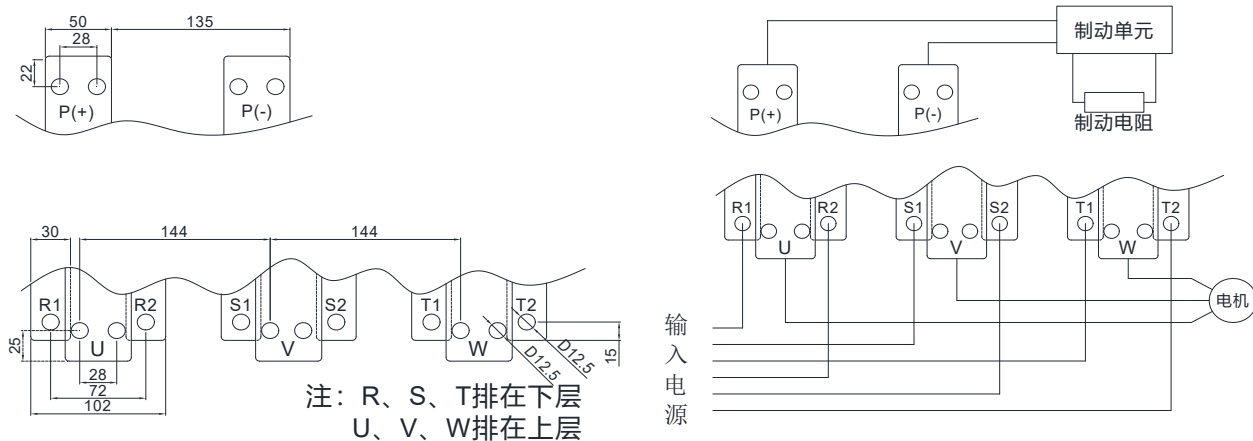 50
135
28
22
P(+)
P(-)
30
144
144
R1
R2
S1
S2
T1
T2
U
V
W
25
28
72
102
D12.5
D12.5
15
注：R、S、T排在下层
U、V、W排在上层
制动单元
P(+)
P(-)
制动电阻
R1
R2
S1
S2
T1
T2
U
V
W
电机
输
入
电
源